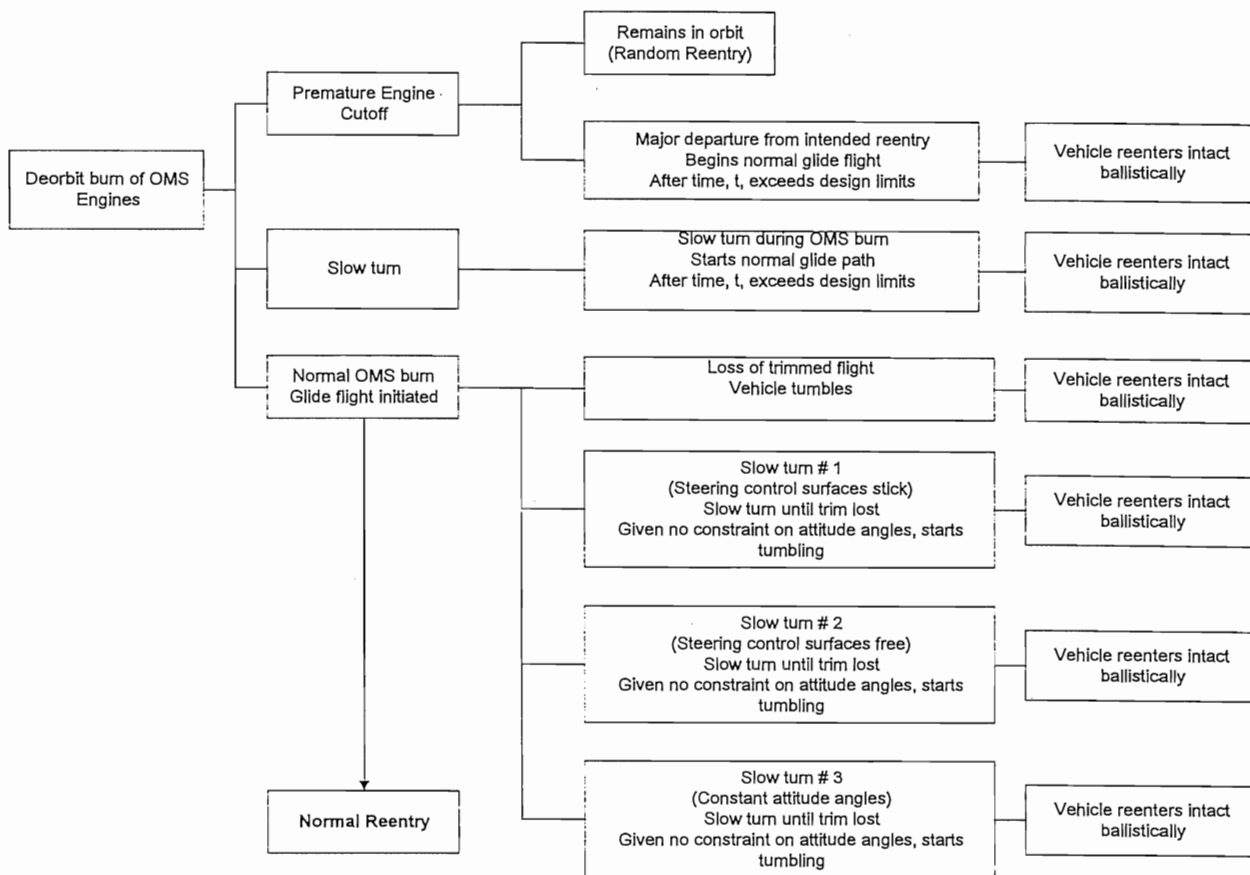 Remains in orbit
(Random Reentry)
Premature Engine
Cutoff
Major departure from intended reentry
Begins normal glide flight
After time, t, exceeds design limits
Vehicle reenters intact
ballistically
Deorbit burn of OMS
Engines
Slow turn
Slow turn during OMS burn
Starts normal glide path
After time, t, exceeds design limits
Vehicle reenters intact
ballistically
Normal OMS burn
Glide flight initiated
Loss of trimmed flight
Vehicle tumbles
Vehicle reenters intact
ballistically
Slow turn # 1
(Steering control surfaces stick)
Slow turn until trim lost
Given no constraint on attitude angles, starts
tumbling
Vehicle reenters intact
ballistically
Slow turn # 2
(Steering control surfaces free)
Slow turn until trim lost
Given no constraint on attitude angles, starts
tumbling
Vehicle reenters intact
ballistically
Normal Reentry
Slow turn # 3
(Constant attitude angles)
Slow turn until trim lost
Given no constraint on attitude angles, starts
tumbling
Vehicle reenters intact
ballistically